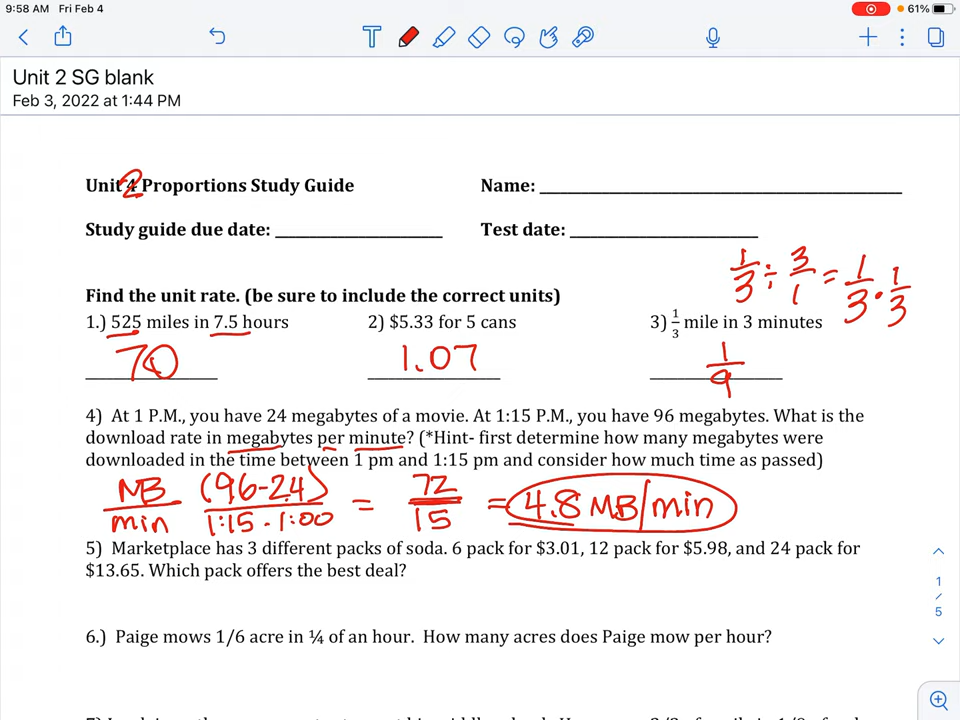 9:58 AM Fri Feb 4
61%
Unit 2 SG blank
Feb 3, 2022 at 1:44 PM
Unit 4 2 Proportions Study Guide Name: ____
Study guide due date: ____ Test date: ____
1/3 ÷ 3/1 = 1/3 · 1/3
Find the unit rate. (be sure to include the correct units)
1.) 525 miles in 7.5 hours 2) $5.33 for 5 cans 3) 1/3 mile in 3 minutes
70 1.07 1/9
4) At 1 P.M., you have 24 megabytes of a movie. At 1:15 P.M., you have 96 megabytes. What is the
download rate in megabytes per minute? (*Hint- first determine how many megabytes were
downloaded in the time between 1 pm and 1:15 pm and consider how much time as passed)
MB/min (96-24)/1:15 - 1:00 = 72/15 = 4.8 MB/min
5) Marketplace has 3 different packs of soda. 6 pack for $3.01, 12 pack for $5.98, and 24 pack for
$13.65. Which pack offers the best deal?
1
/
5
6.) Paige mows 1/6 acre in ¼ of an hour. How many acres does Paige mow per hour?